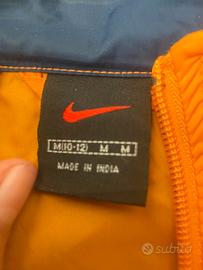 M(10-12) M M
MADE IN INDIA
subito